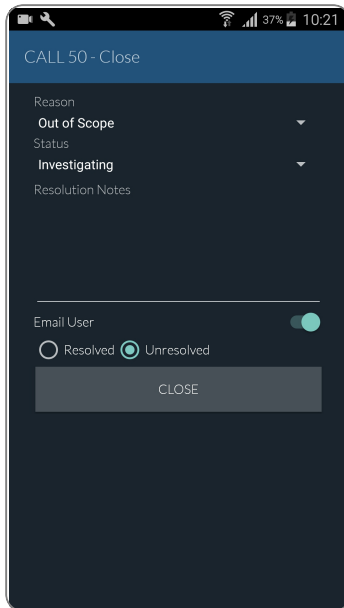 37% 10:21
CALL 50 - Close
Reason
Out of Scope
Status
Investigating
Resolution Notes
Email User
Resolved Unresolved
CLOSE